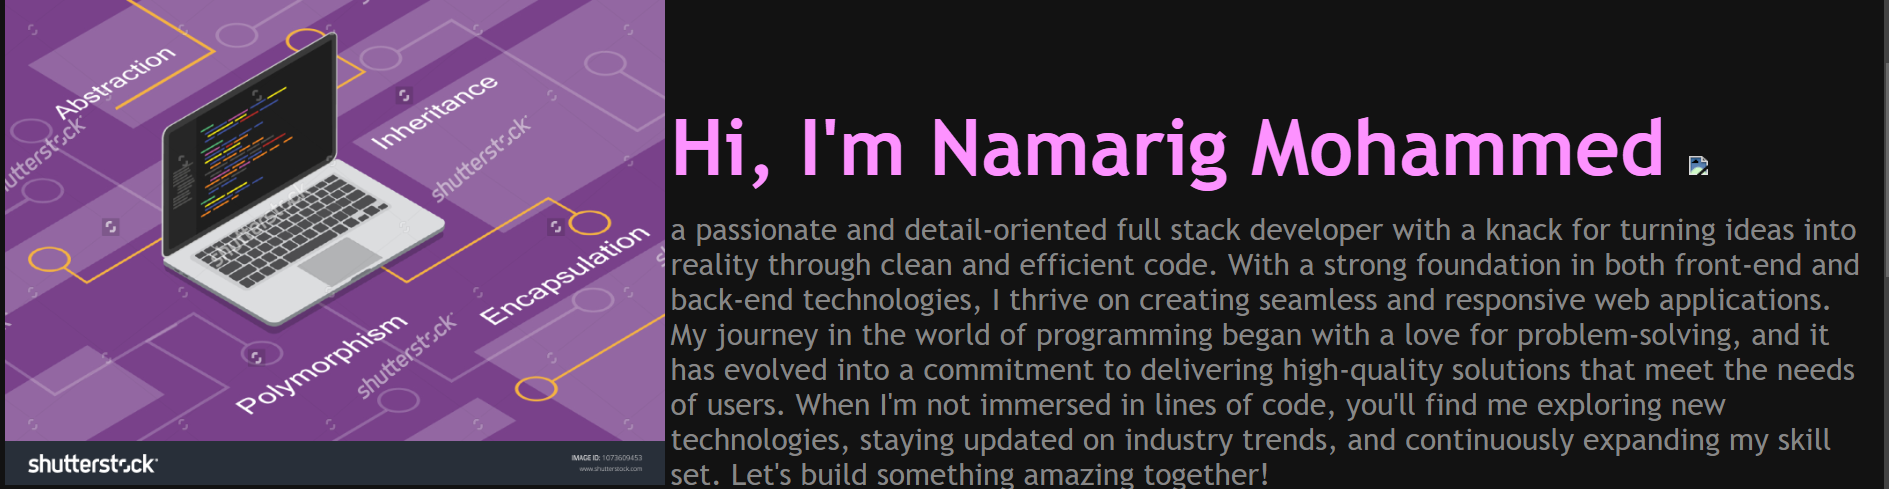 Abstraction
Inheritance
Encapsulation
Polymorphism
shutterstock
shutterstock
shutterstock
shutterstock
shutterstock
IMAGE ID: 1073609453
www.shutterstock.com
Hi, I'm Namarig Mohammed
a passionate and detail-oriented full stack developer with a knack for turning ideas into
reality through clean and efficient code. With a strong foundation in both front-end and
back-end technologies, I thrive on creating seamless and responsive web applications.
My journey in the world of programming began with a love for problem-solving, and it
has evolved into a commitment to delivering high-quality solutions that meet the needs
of users. When I'm not immersed in lines of code, you'll find me exploring new
technologies, staying updated on industry trends, and continuously expanding my skill
set. Let's build something amazing together!